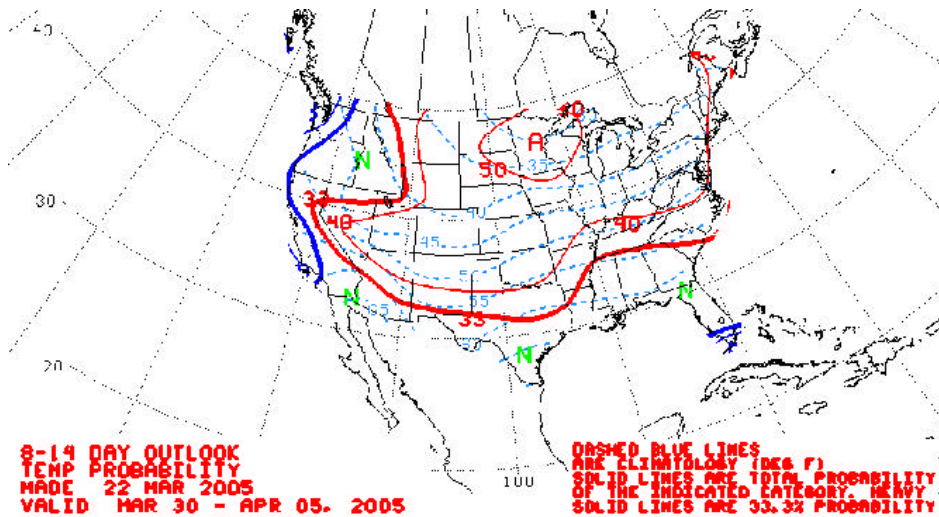 40
40
A
N
50
30
33
40
40
40
45
50
55
N
65
33
N
N
20
100
8-14 DAY OUTLOOK
TEMP PROBABILITY
MADE 22 MAR 2005
VALID MAR 30 - APR 05, 2005
DASHED BLUE LINES
ARE CLIMATOLOGY (DEG F)
SOLID LINES ARE TOTAL PROBABILITY
OF THE INDICATED CATEGORY. HEAVY
SOLID LINES ARE 33.3% PROBABILITY